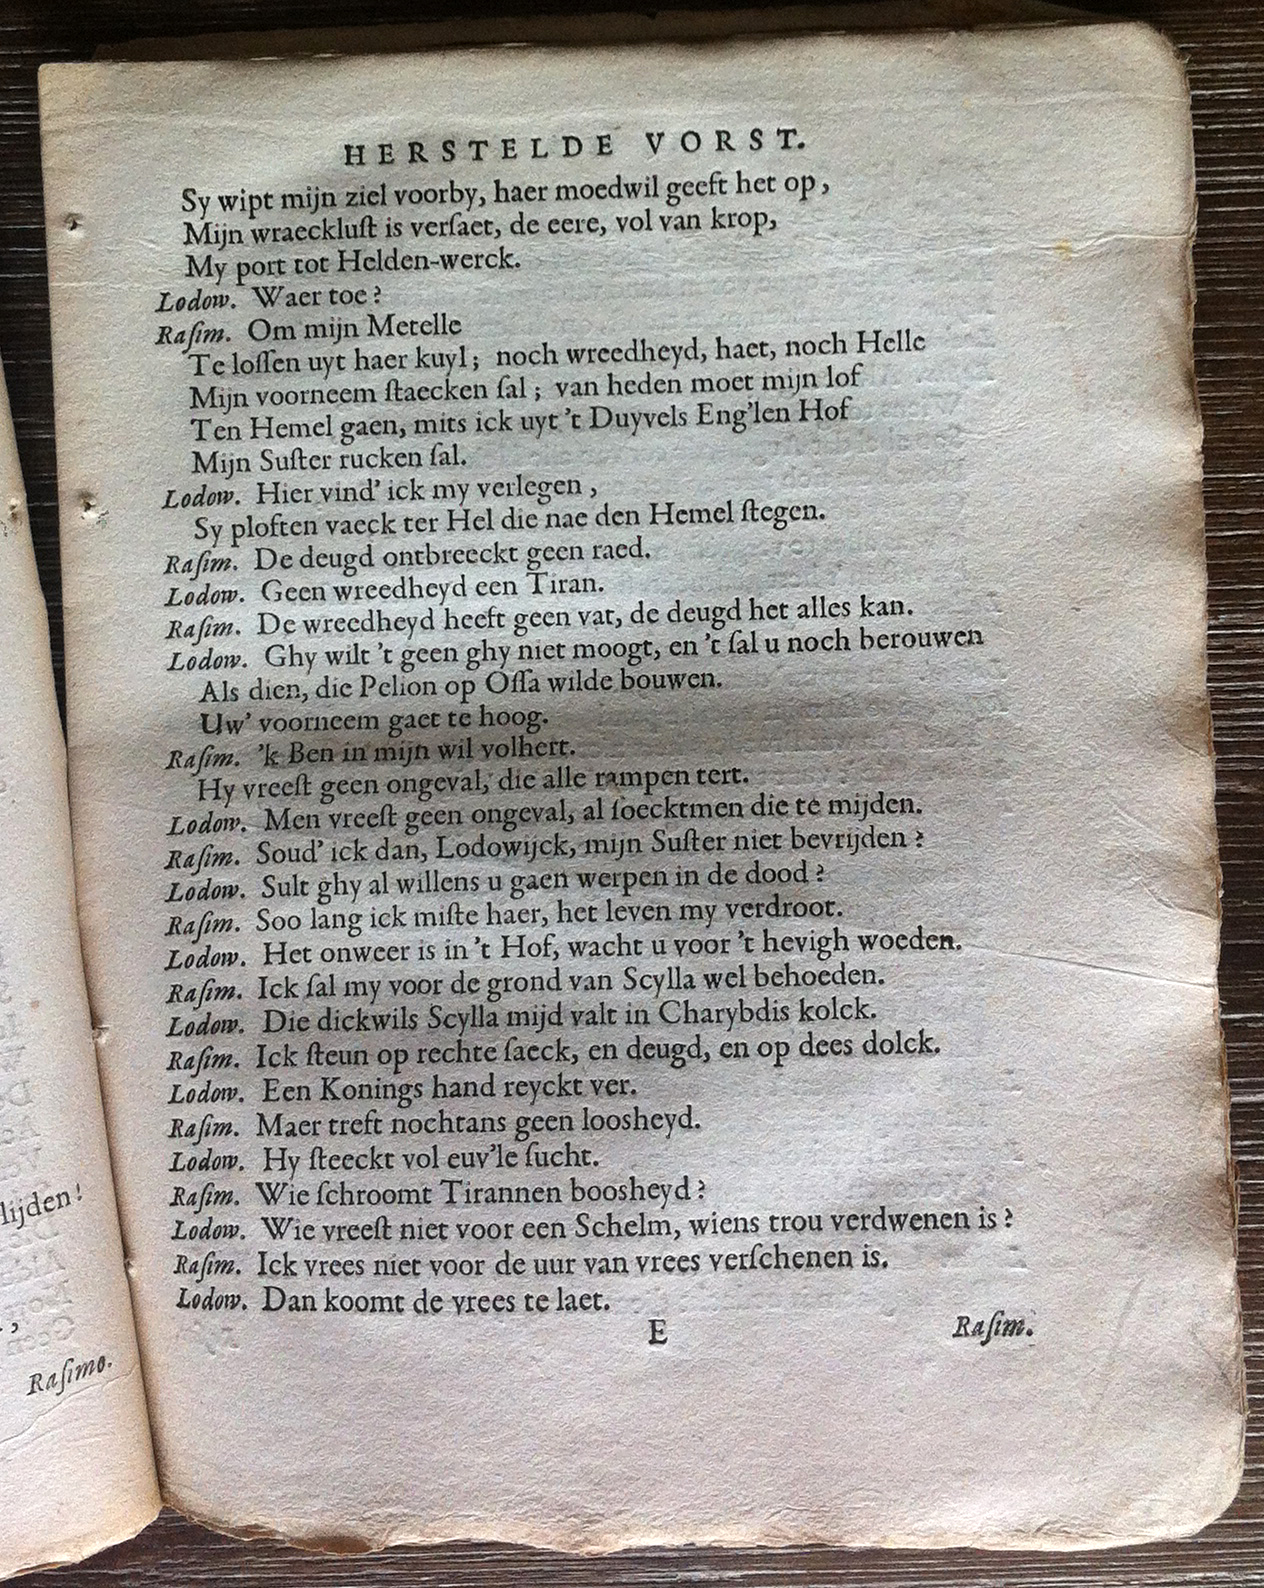 HERSTELDE VORST.
Sy wipt mijn ziel voorby, haer moedwil geeft het op,
Mijn wraeckluſt is verſaet, de eere, vol van krop,
My port tot Helden-werck.
Lodow. Waer toe?
Raſim. Om mijn Metelle
Te loſſen uyt haer kuyl; noch wreedheyd, haet, noch Helle
Mijn voorneem ſtaecken ſal; van heden moet mijn lof
Ten Hemel gaen, mits ick uyt 't Duyvels Eng'len Hof
Mijn Suſter rucken ſal.
Lodow. Hier vind' ick my verlegen,
Sy ploften vaeck ter Hel die nae den Hemel ſtegen.
Raſim. De deugd ontbreeckt geen raed.
Lodow. Geen wreedheyd een Tiran.
Raſim. De wreedheyd heeft geen vat, de deugd het alles kan.
Lodow. Ghy wilt 't geen ghy niet moogt, en 't ſal u noch berouwen
Als dien, die Pelion op Oſſa wilde bouwen.
Uw' voorneem gaet te hoog.
Raſim. 'k Ben in mijn wil volhert.
Hy vreeſt geen ongeval, die alle rampen tert.
Lodow. Men vreeſt geen ongeval, al ſoecktmen die te mijden.
Raſim. Soud' ick dan, Lodowijck, mijn Suſter niet bevrijden?
Lodow. Sult ghy al willens u gaen werpen in de dood?
Raſim. Soo lang ick miſte haer, het leven my verdroot.
Lodow. Het onweer is in 't Hof, wacht u voor 't hevigh woeden.
Raſim. Ick ſal my voor de grond van Scylla wel behoeden.
Lodow. Die dickwils Scylla mijd valt in Charybdis kolck.
Raſim. Ick ſteun op rechte ſaeck, en deugd, en op dees dolck.
Lodow. Een Konings hand reyckt ver.
Raſim. Maer treft nochtans geen loosheyd.
Lodow. Hy ſteeckt vol euv'le ſucht.
Raſim. Wie ſchroomt Tirannen boosheyd?
Lodow. Wie vreeſt niet voor een Schelm, wiens trou verdwenen is?
Raſim. Ick vrees niet voor de uur van vrees verſchenen is.
Lodow. Dan koomt de vrees te laet.
E Raſim.
lijden!
Raſimo.